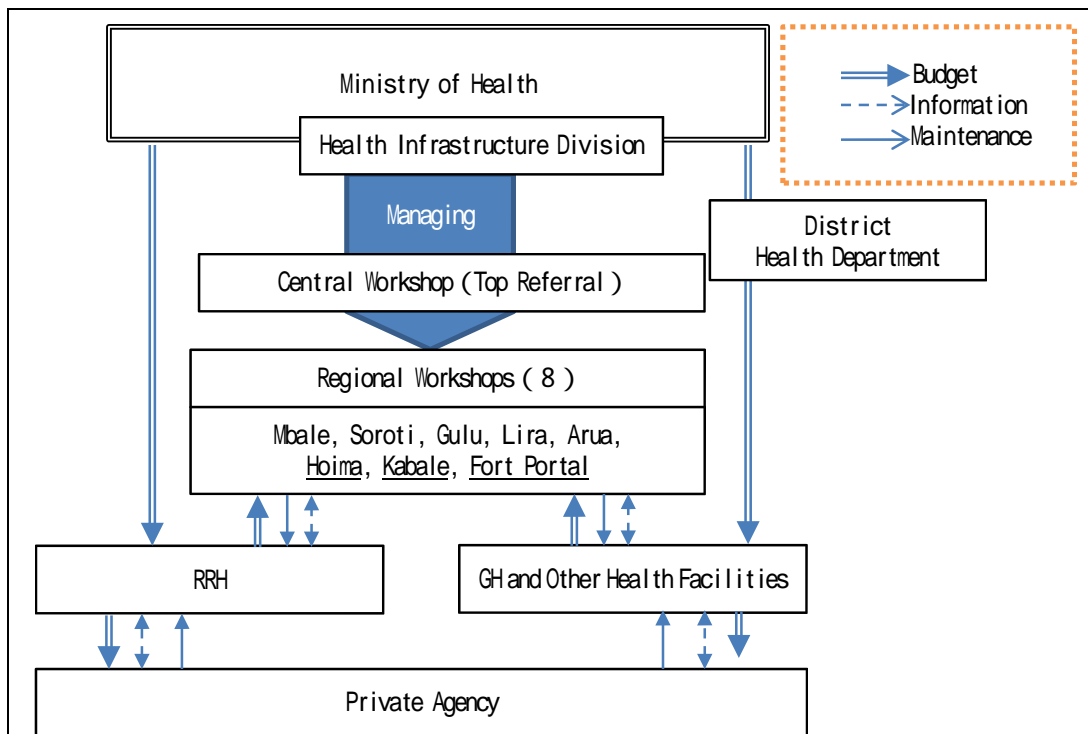 Ministry of Health
Health Infrastructure Division
Budget
Information
Maintenance
Managing
District
Health Department
Central Workshop (Top Referral)
Regional Workshops (8)
Mbale, Soroti, Gulu, Lira, Arua,
Hoima, Kabale, Fort Portal
RRH
GH and Other Health Facilities
Private Agency